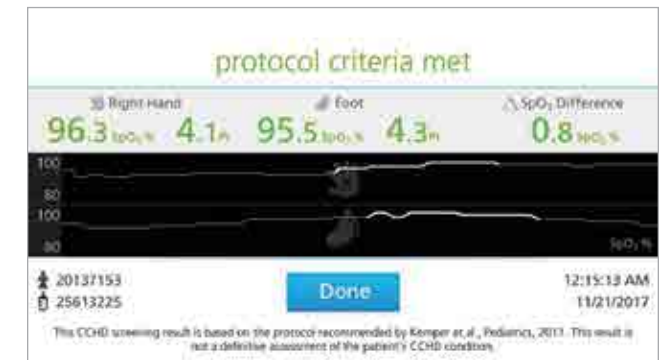 protocol criteria met
Right Hand Foot SpO₂ Difference
96.3 SpO₂ % 4.1 PI 95.5 SpO₂ % 4.3 PI 0.8 SpO₂ %
100
80
100
80 SpO₂ %
20137153 Done 12:15:13 AM
25613225 11/21/2017
This CCHD screening result is based on the protocol recommended by Kemper et al., Pediatrics, 2011. This result is
not a definitive assessment of the patient's CCHD condition.